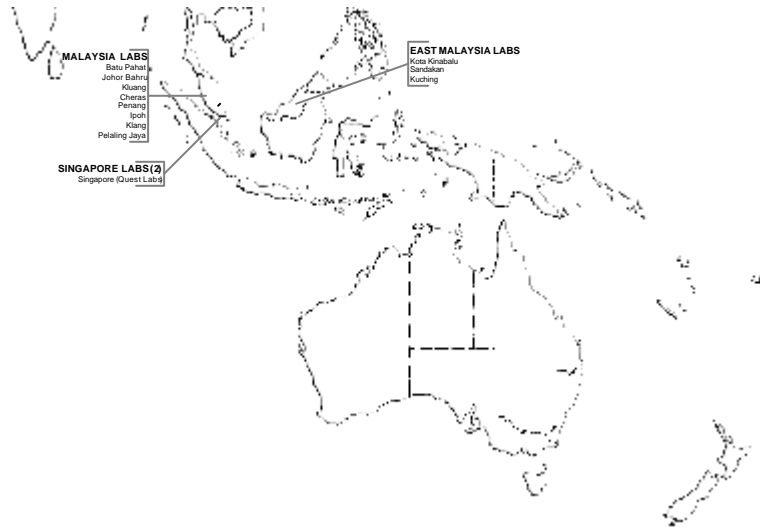 MALAYSIA LABS
Batu Pahat
Johor Bahru
Kluang
Cheras
Penang
Ipoh
Klang
Pelaling Jaya
EAST MALAYSIA LABS
Kota Kinabalu
Sandakan
Kuching
SINGAPORE LABS (2)
Singapore (Quest Labs)